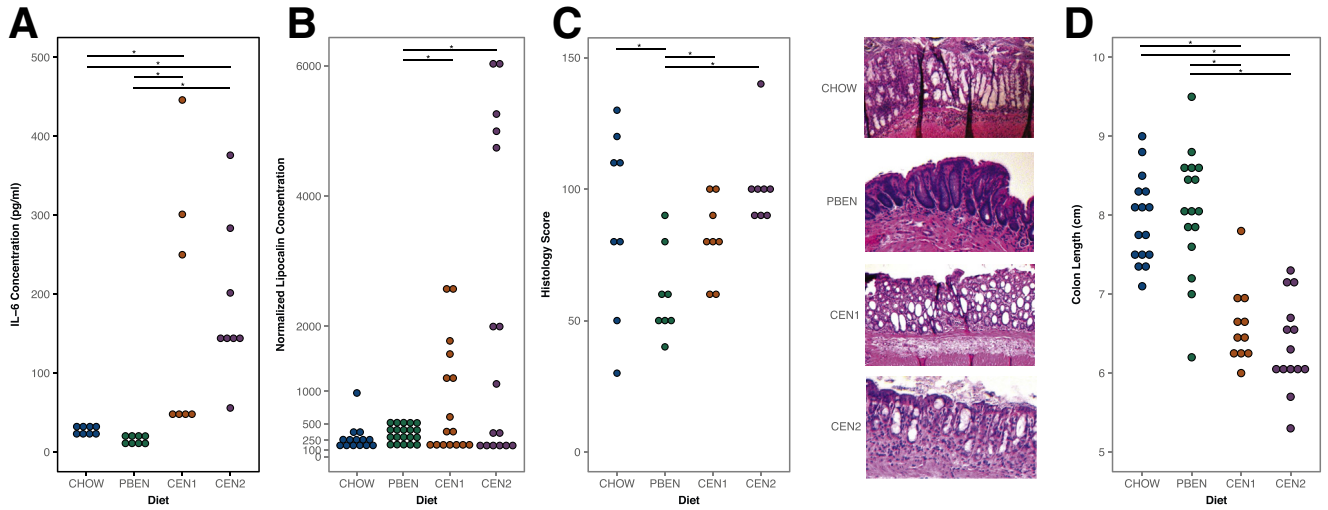 A
B
C
D
500
400
300
200
100
0
IL−6 Concentration (pg/ml)
CHOW
PBEN
CEN1
CEN2
Diet
*
*
*
*
6000
4000
2000
1000
500
250
100
0
Normalized Lipocalin Concentration
CHOW
PBEN
CEN1
CEN2
Diet
*
*
150
100
50
0
Histology Score
CHOW
PBEN
CEN1
CEN2
Diet
*
*
*
CHOW
PBEN
CEN1
CEN2
10
9
8
7
6
5
Colon Length (cm)
CHOW
PBEN
CEN1
CEN2
Diet
*
*
*
*